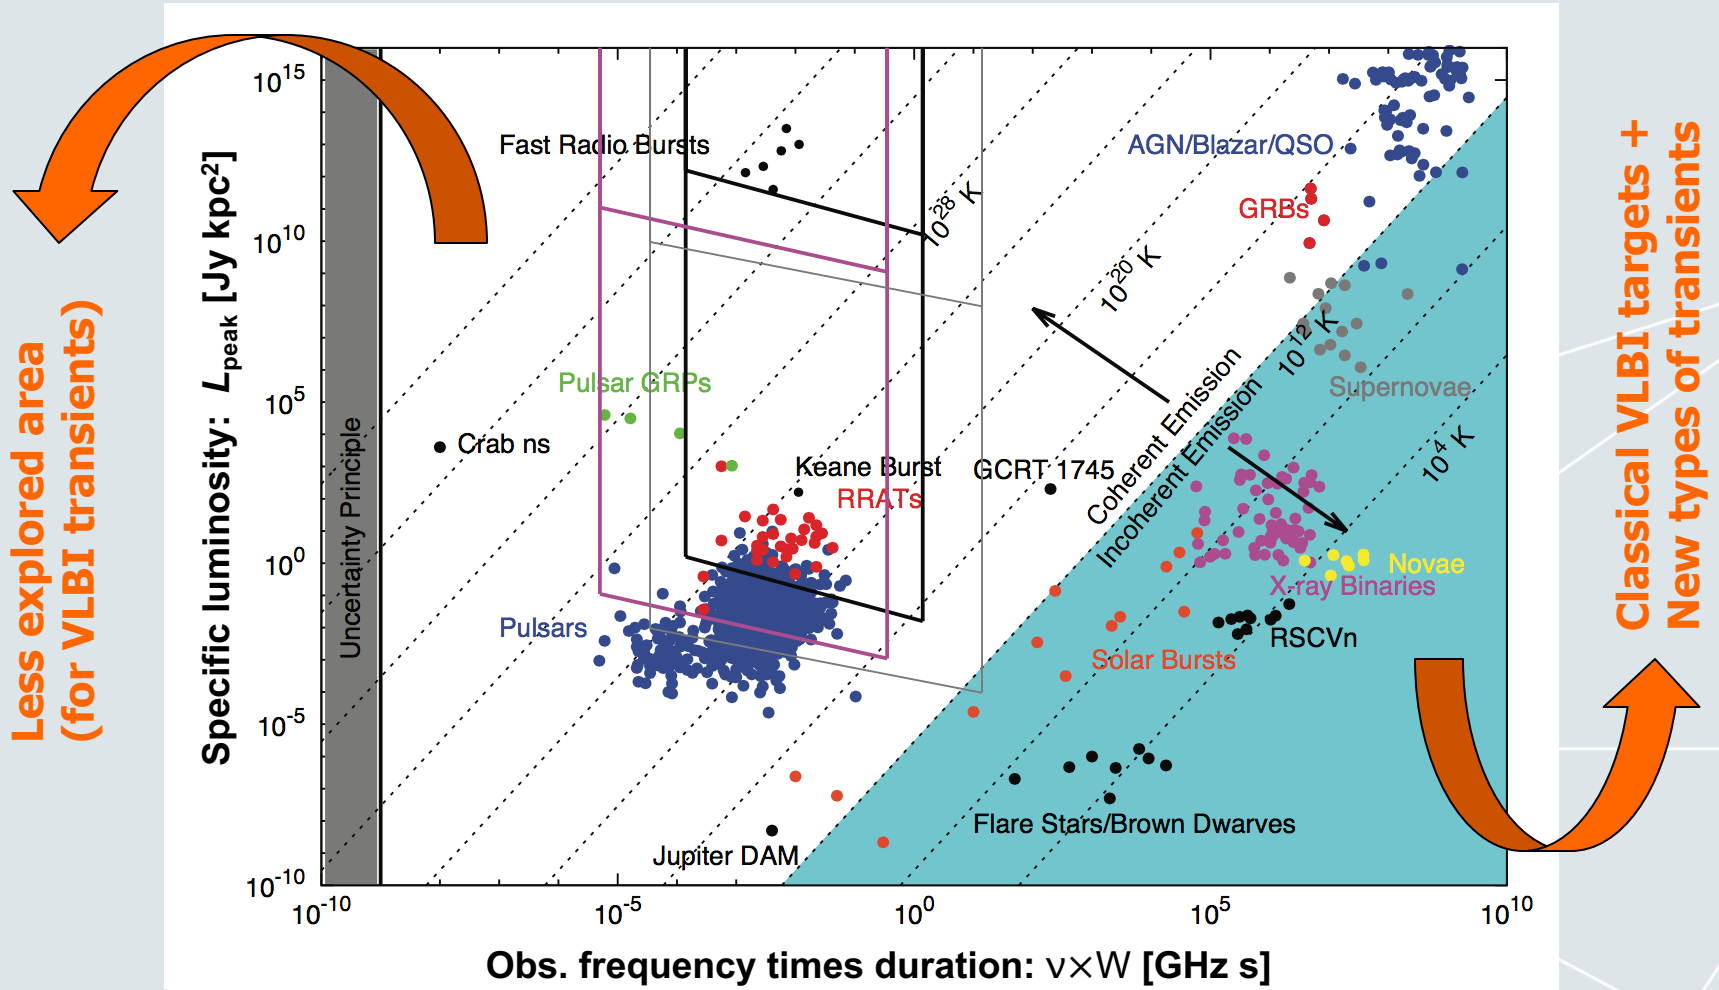 Less explored area
(for VLBI transients)
Specific luminosity: Lpeak [Jy kpc²]
10¹⁵
10¹⁰
10⁵
10⁰
10⁻⁵
10⁻¹⁰
Uncertainty Principle
Fast Radio Bursts
AGN/Blazar/QSO
GRBs
10²⁸ K
10²⁰ K
10¹² K
10⁴ K
Pulsar GRPs
Supernovae
Coherent Emission
Incoherent Emission
Crab ns
Keane Burst
GCRT 1745
RRATs
Novae
X-ray Binaries
Pulsars
RSCVn
Solar Bursts
Flare Stars/Brown Dwarves
Jupiter DAM
10⁻¹⁰
10⁻⁵
10⁰
10⁵
10¹⁰
Obs. frequency times duration: ν×W [GHz s]
Classical VLBI targets +
New types of transients